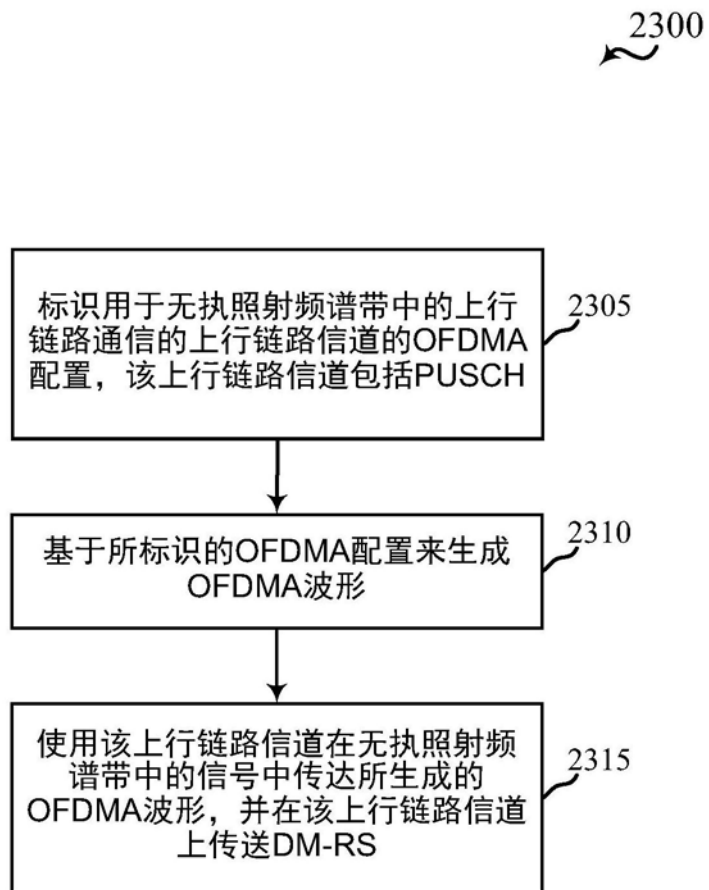 2300
标识用于无执照射频谱带中的上行
链路通信的上行链路信道的OFDMA
配置，该上行链路信道包括PUSCH
2305
基于所标识的OFDMA配置来生成
OFDMA波形
2310
使用该上行链路信道在无执照射频
谱带中的信号中传达所生成的
OFDMA波形，并在该上行链路信道
上传送DM-RS
2315